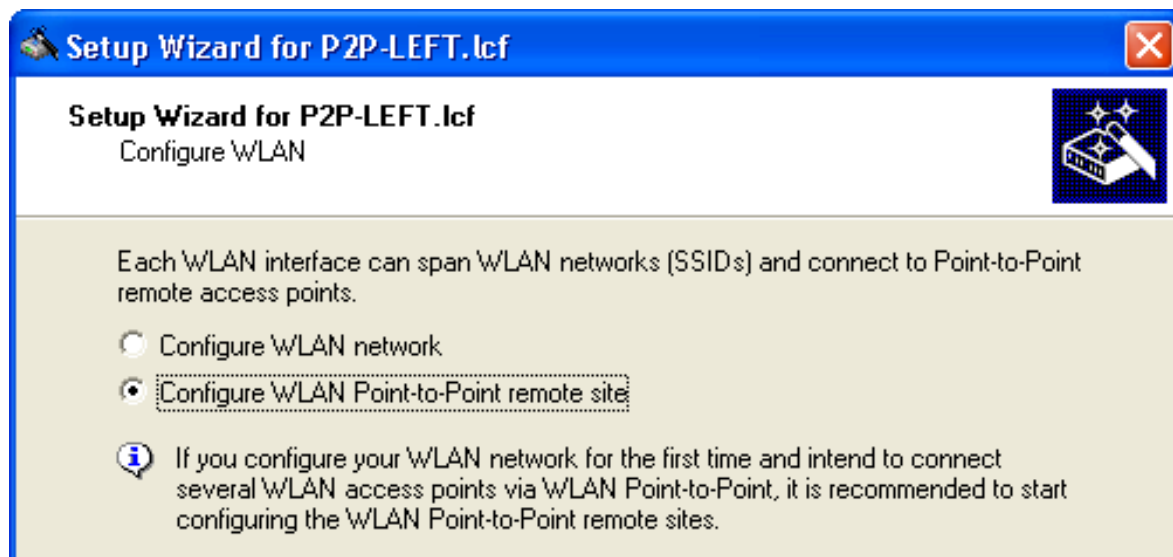 Setup Wizard for P2P-LEFT.lcf
Setup Wizard for P2P-LEFT.lcf
Configure WLAN
Each WLAN interface can span WLAN networks (SSIDs) and connect to Point-to-Point
remote access points.
Configure WLAN network
Configure WLAN Point-to-Point remote site
If you configure your WLAN network for the first time and intend to connect
several WLAN access points via WLAN Point-to-Point, it is recommended to start
configuring the WLAN Point-to-Point remote sites.